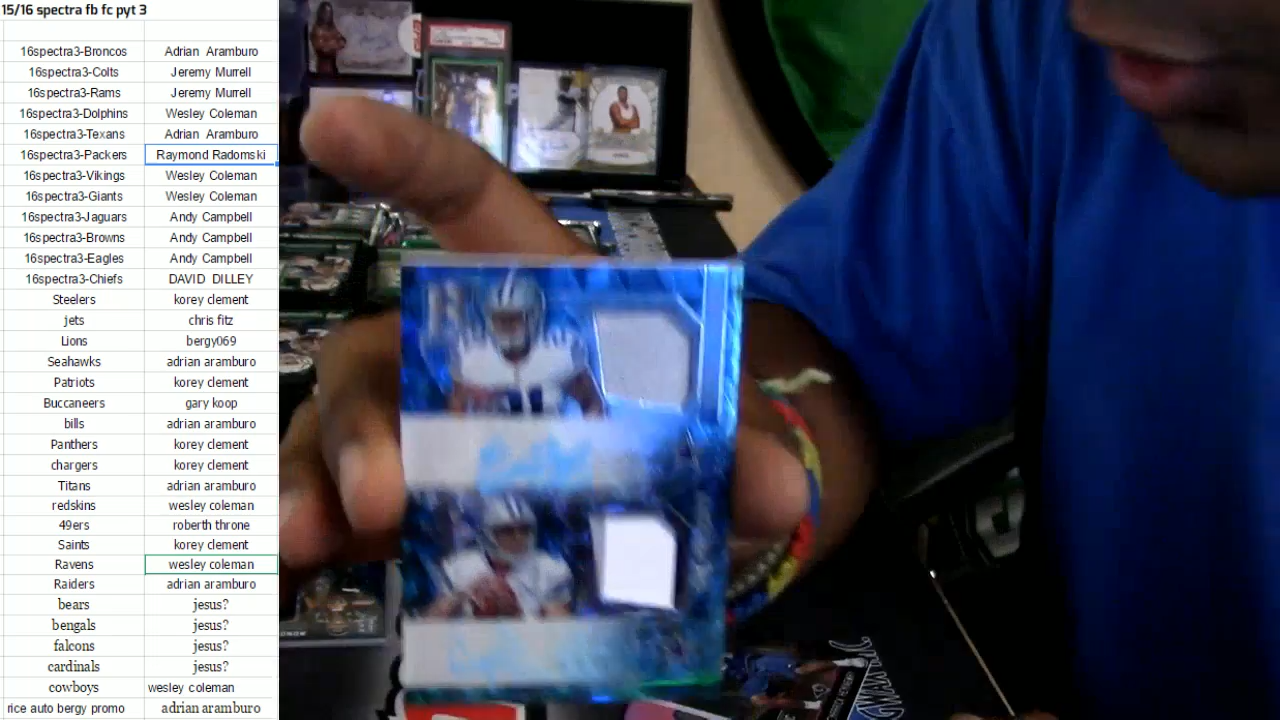 15/16 spectra fb fc pyt 3
16spectra3-Broncos Adrian Aramburo
16spectra3-Colts Jeremy Murrell
16spectra3-Rams Jeremy Murrell
16spectra3-Dolphins Wesley Coleman
16spectra3-Texans Adrian Aramburo
16spectra3-Packers Raymond Radomski
16spectra3-Vikings Wesley Coleman
16spectra3-Giants Wesley Coleman
16spectra3-Jaguars Andy Campbell
16spectra3-Browns Andy Campbell
16spectra3-Eagles Andy Campbell
16spectra3-Chiefs DAVID DILLEY
Steelers korey clement
jets chris fitz
Lions bergy069
Seahawks adrian aramburo
Patriots korey clement
Buccaneers gary koop
bills adrian aramburo
Panthers korey clement
chargers korey clement
Titans adrian aramburo
redskins wesley coleman
49ers roberth throne
Saints korey clement
Ravens wesley coleman
Raiders adrian aramburo
bears jesus?
bengals jesus?
falcons jesus?
cardinals jesus?
cowboys wesley coleman
rice auto bergy promo adrian aramburo